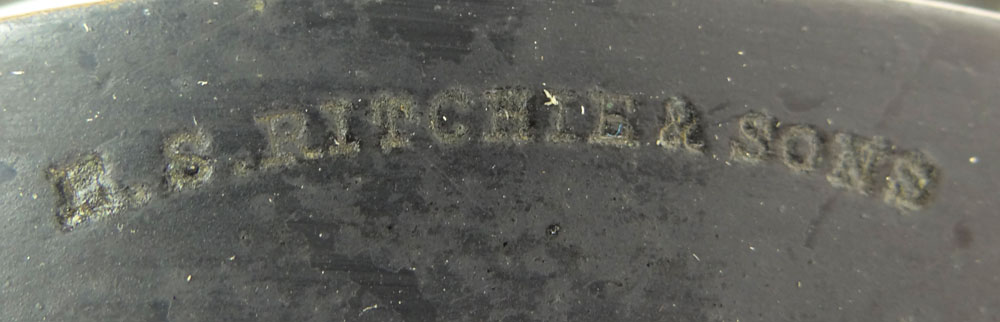 E.S. RITCHIE & SONS